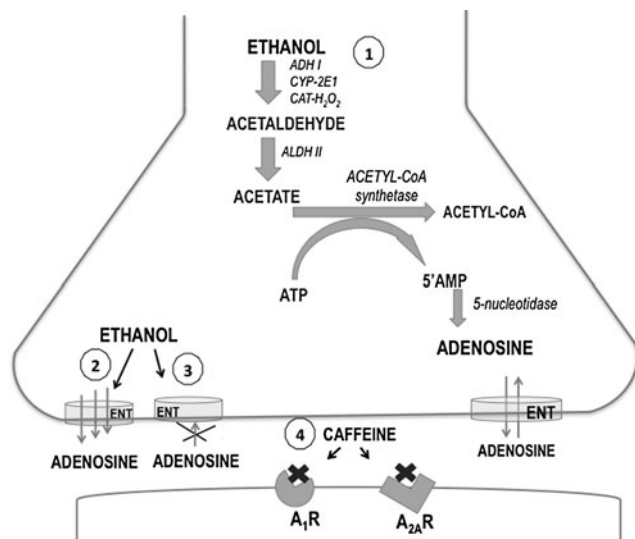 ETHANOL
1
ADH I
CYP-2E1
CAT-H₂O₂
ACETALDEHYDE
ALDH II
ACETATE
ACETYL-CoA
synthetase
ACETYL-CoA
ATP
5'AMP
5-nucleotidase
ADENOSINE
ETHANOL
2
3
ENT
ENT
ENT
ADENOSINE
ADENOSINE
ADENOSINE
4
CAFFEINE
A₁R
A₂AR